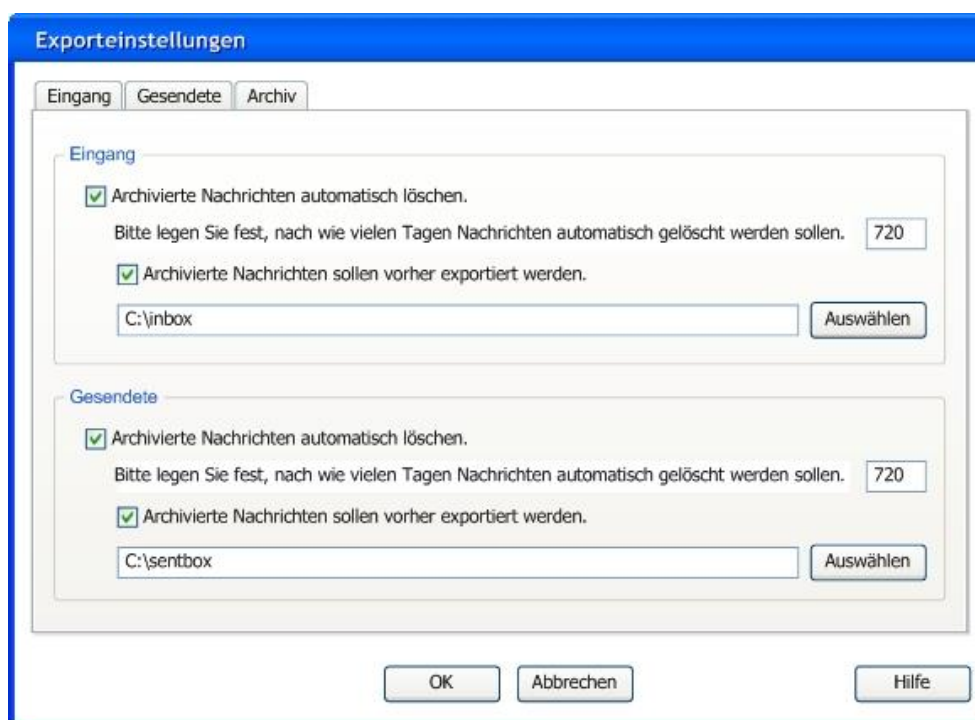 Exporteinstellungen
Eingang Gesendete Archiv
Eingang
Archivierte Nachrichten automatisch löschen.
Bitte legen Sie fest, nach wie vielen Tagen Nachrichten automatisch gelöscht werden sollen. 720
Archivierte Nachrichten sollen vorher exportiert werden.
C:\inbox Auswählen
Gesendete
Archivierte Nachrichten automatisch löschen.
Bitte legen Sie fest, nach wie vielen Tagen Nachrichten automatisch gelöscht werden sollen. 720
Archivierte Nachrichten sollen vorher exportiert werden.
C:\sentbox Auswählen
OK Abbrechen Hilfe